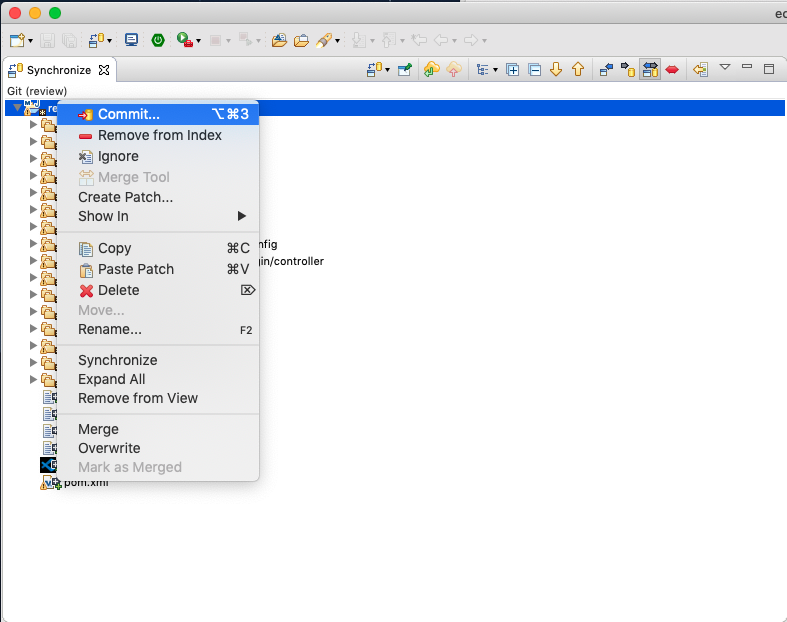 ec
Synchronize
Git (review)
re
Commit... ⌥⌘3
Remove from Index
Ignore
Merge Tool
Create Patch...
Show In
Copy ⌘C
nfig
Paste Patch ⌘V
gin/controller
Delete ⌦
Move...
Rename... F2
Synchronize
Expand All
Remove from View
Merge
Overwrite
Mark as Merged
pom.xml